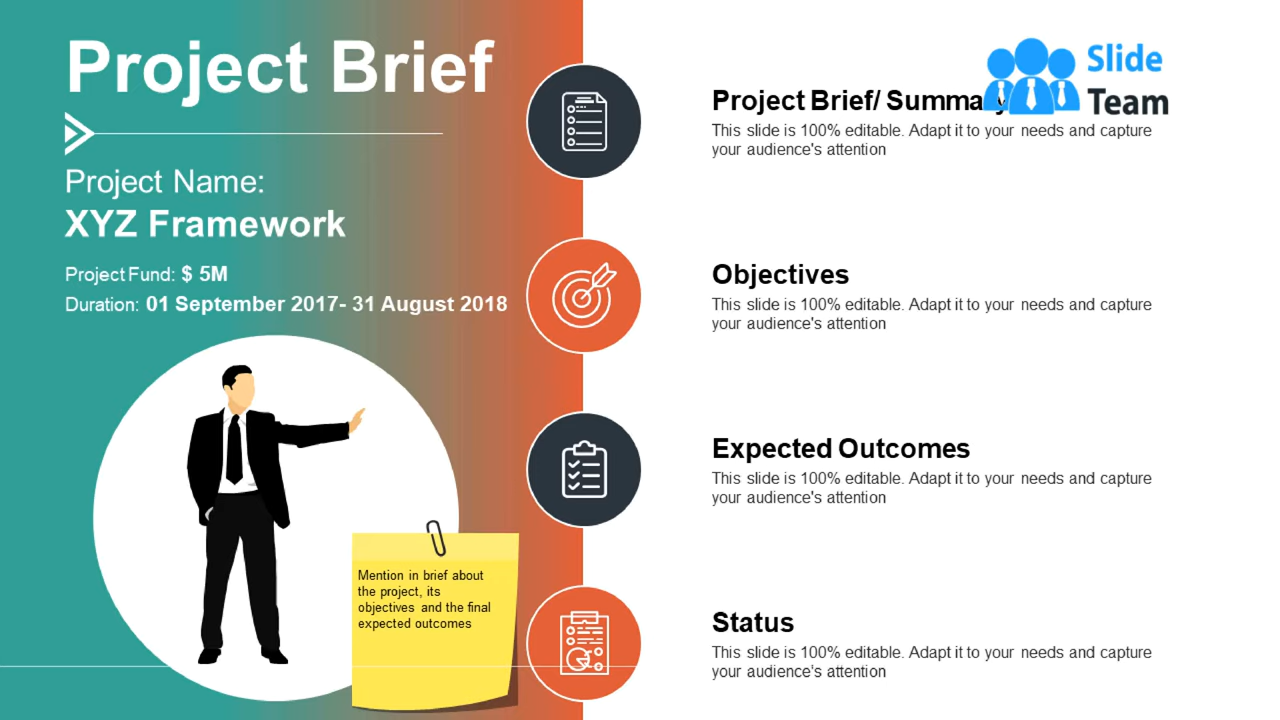 Project Brief
Project Name:
XYZ Framework
Project Fund: $ 5M
Duration: 01 September 2017- 31 August 2018
Mention in brief about
the project, its
objectives and the final
expected outcomes
Slide
Team
Project Brief/ Summary
This slide is 100% editable. Adapt it to your needs and capture
your audience's attention
Objectives
This slide is 100% editable. Adapt it to your needs and capture
your audience's attention
Expected Outcomes
This slide is 100% editable. Adapt it to your needs and capture
your audience's attention
Status
This slide is 100% editable. Adapt it to your needs and capture
your audience's attention